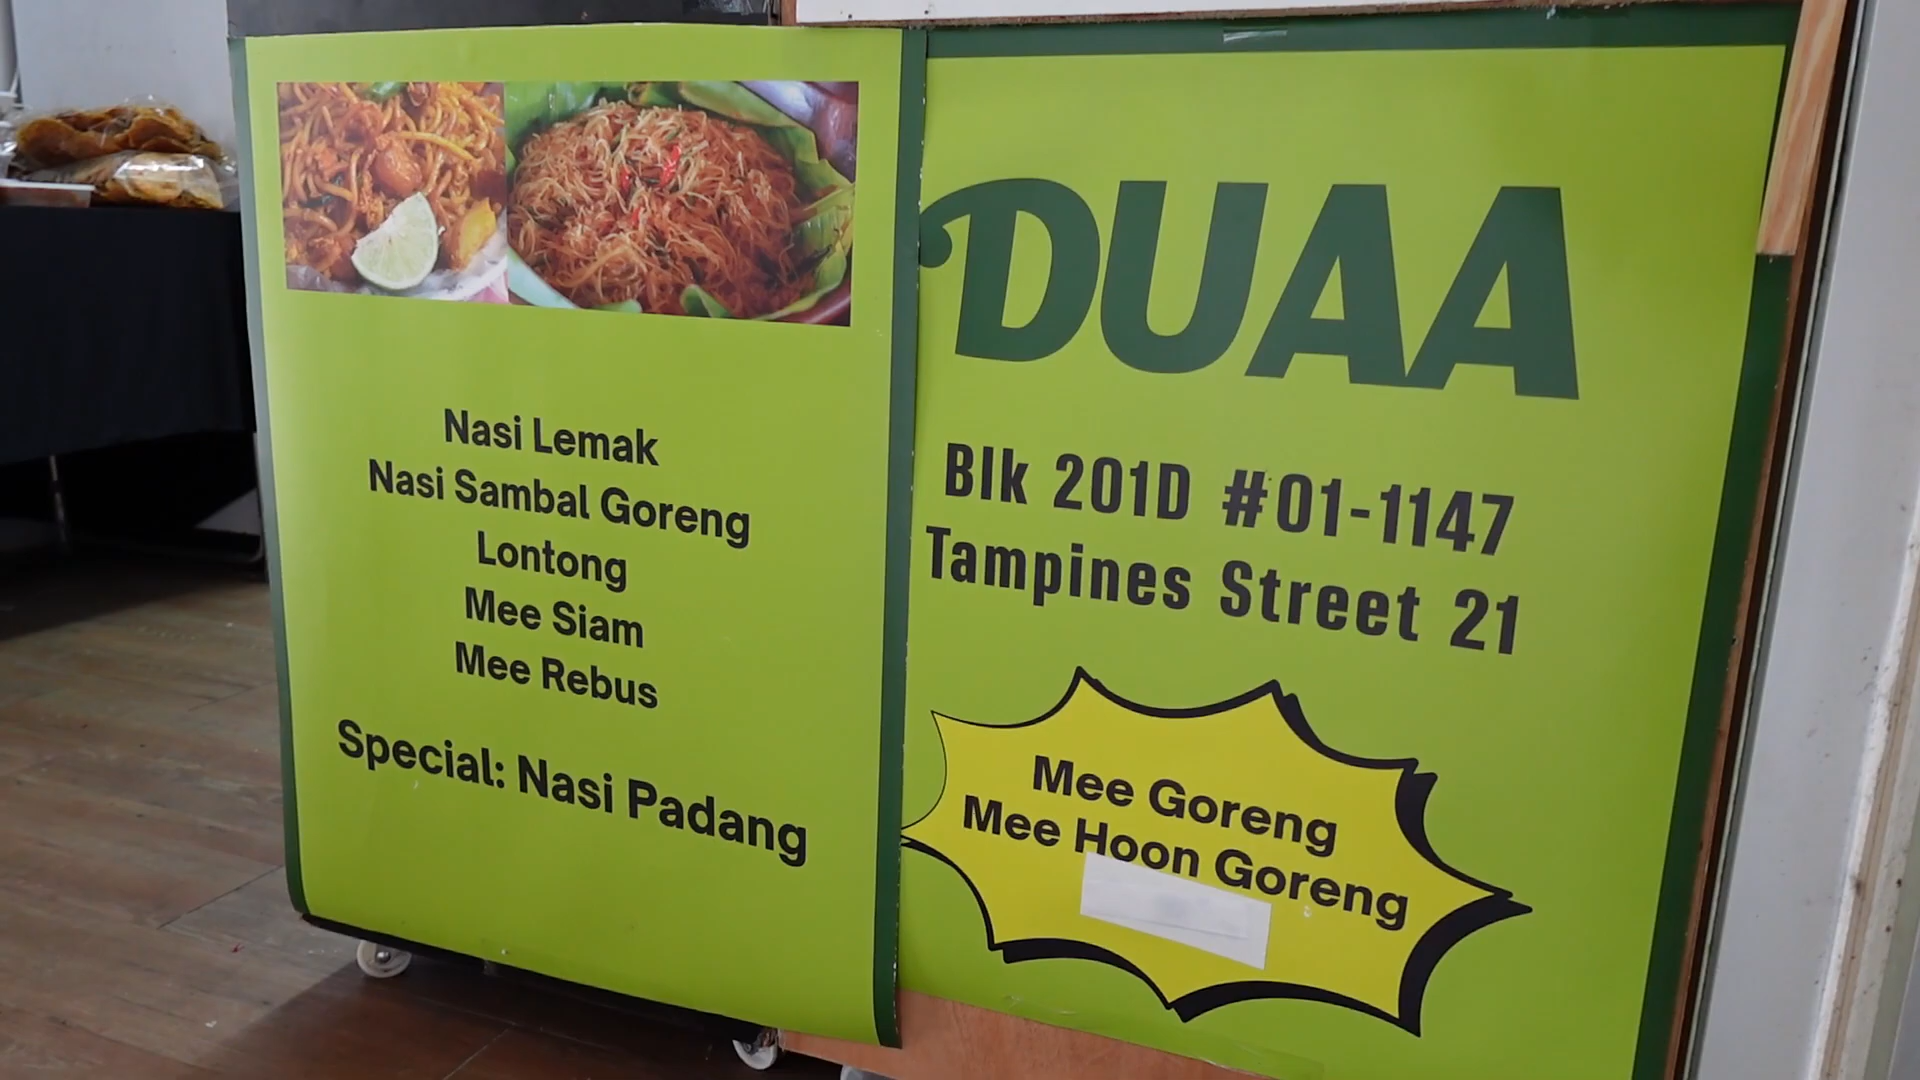 Nasi Lemak
Nasi Sambal Goreng
Lontong
Mee Siam
Mee Rebus
Special: Nasi Padang
DUAA
Blk 201D #01-1147
Tampines Street 21
Mee Goreng
Mee Hoon Goreng